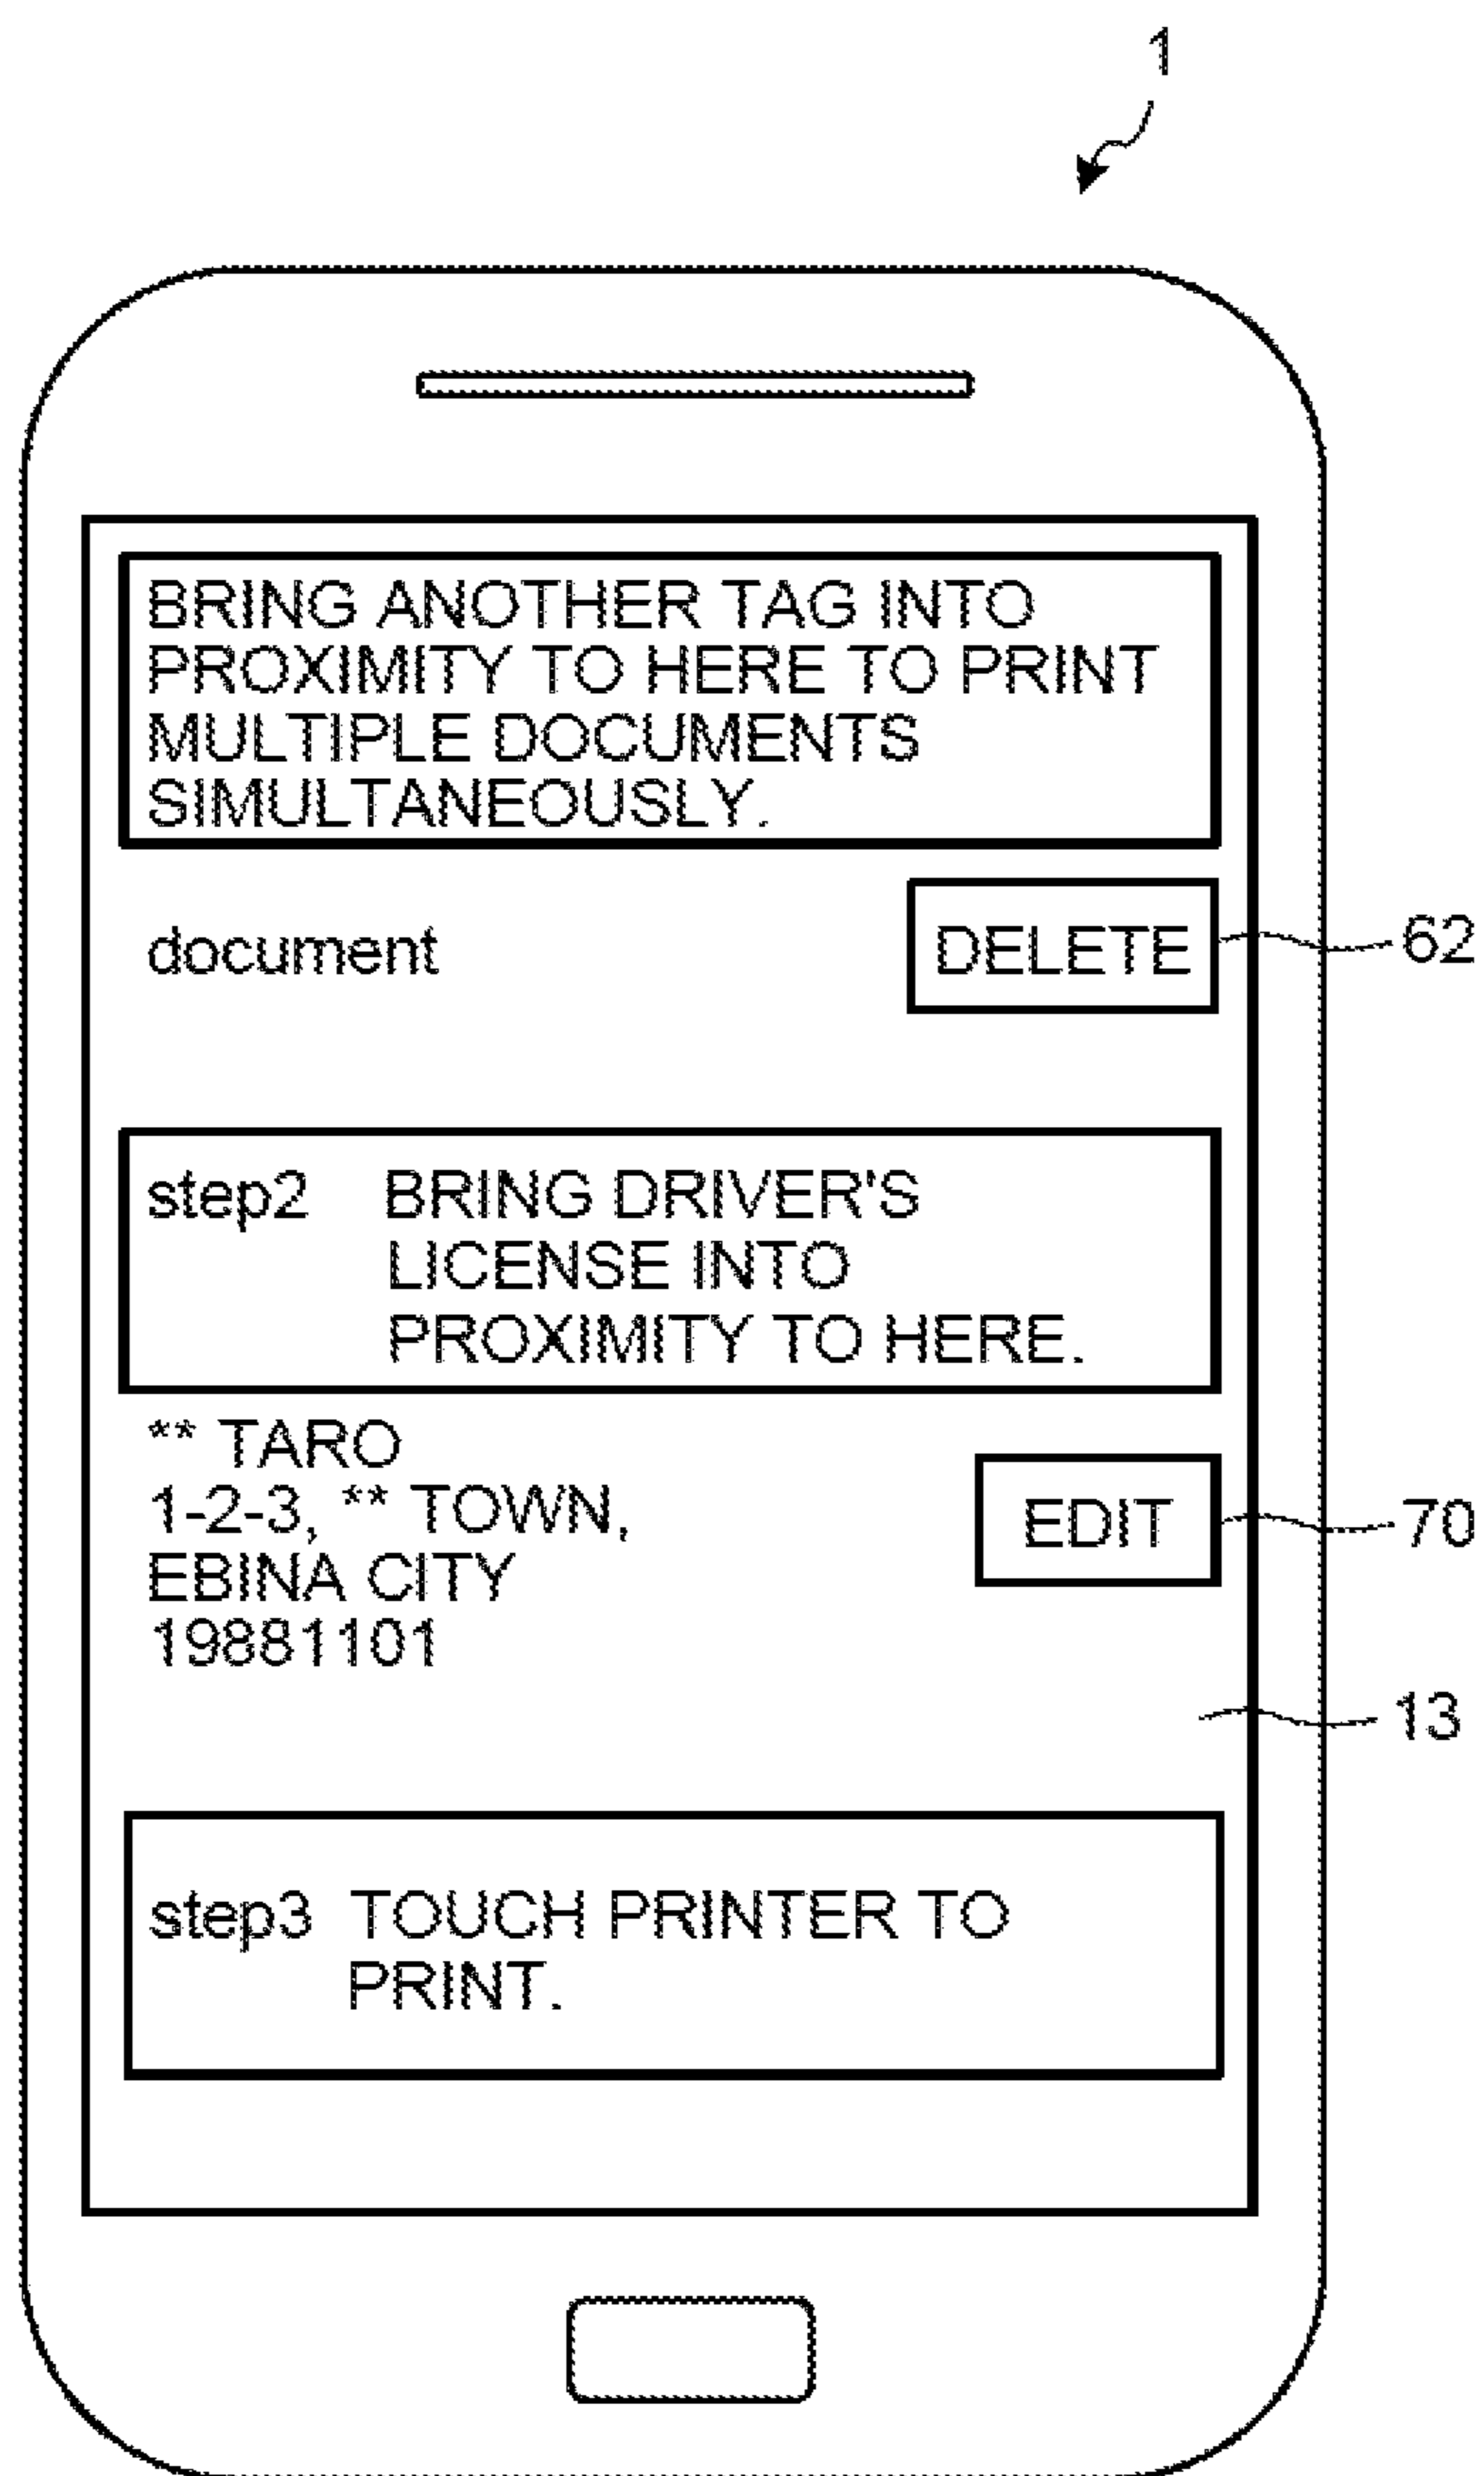 1
BRING ANOTHER TAG INTO
PROXIMITY TO HERE TO PRINT
MULTIPLE DOCUMENTS
SIMULTANEOUSLY.
document
DELETE
62
step2 BRING DRIVER'S
LICENSE INTO
PROXIMITY TO HERE.
** TARO
1-2-3, ** TOWN,
EDIT
70
EBINA CITY
19881101
13
step3 TOUCH PRINTER TO
PRINT.